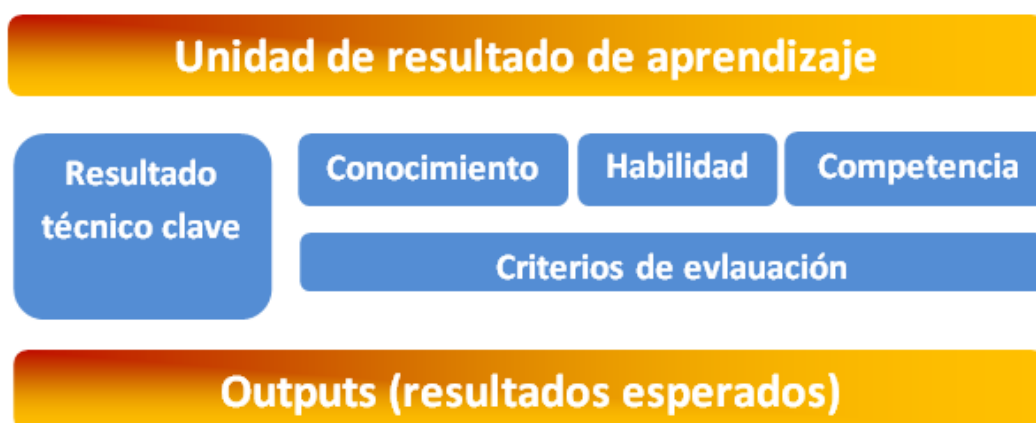 Unidad de resultado de aprendizaje
Resultado
técnico clave
Conocimiento
Habilidad
Competencia
Criterios de evlauación
Outputs (resultados esperados)